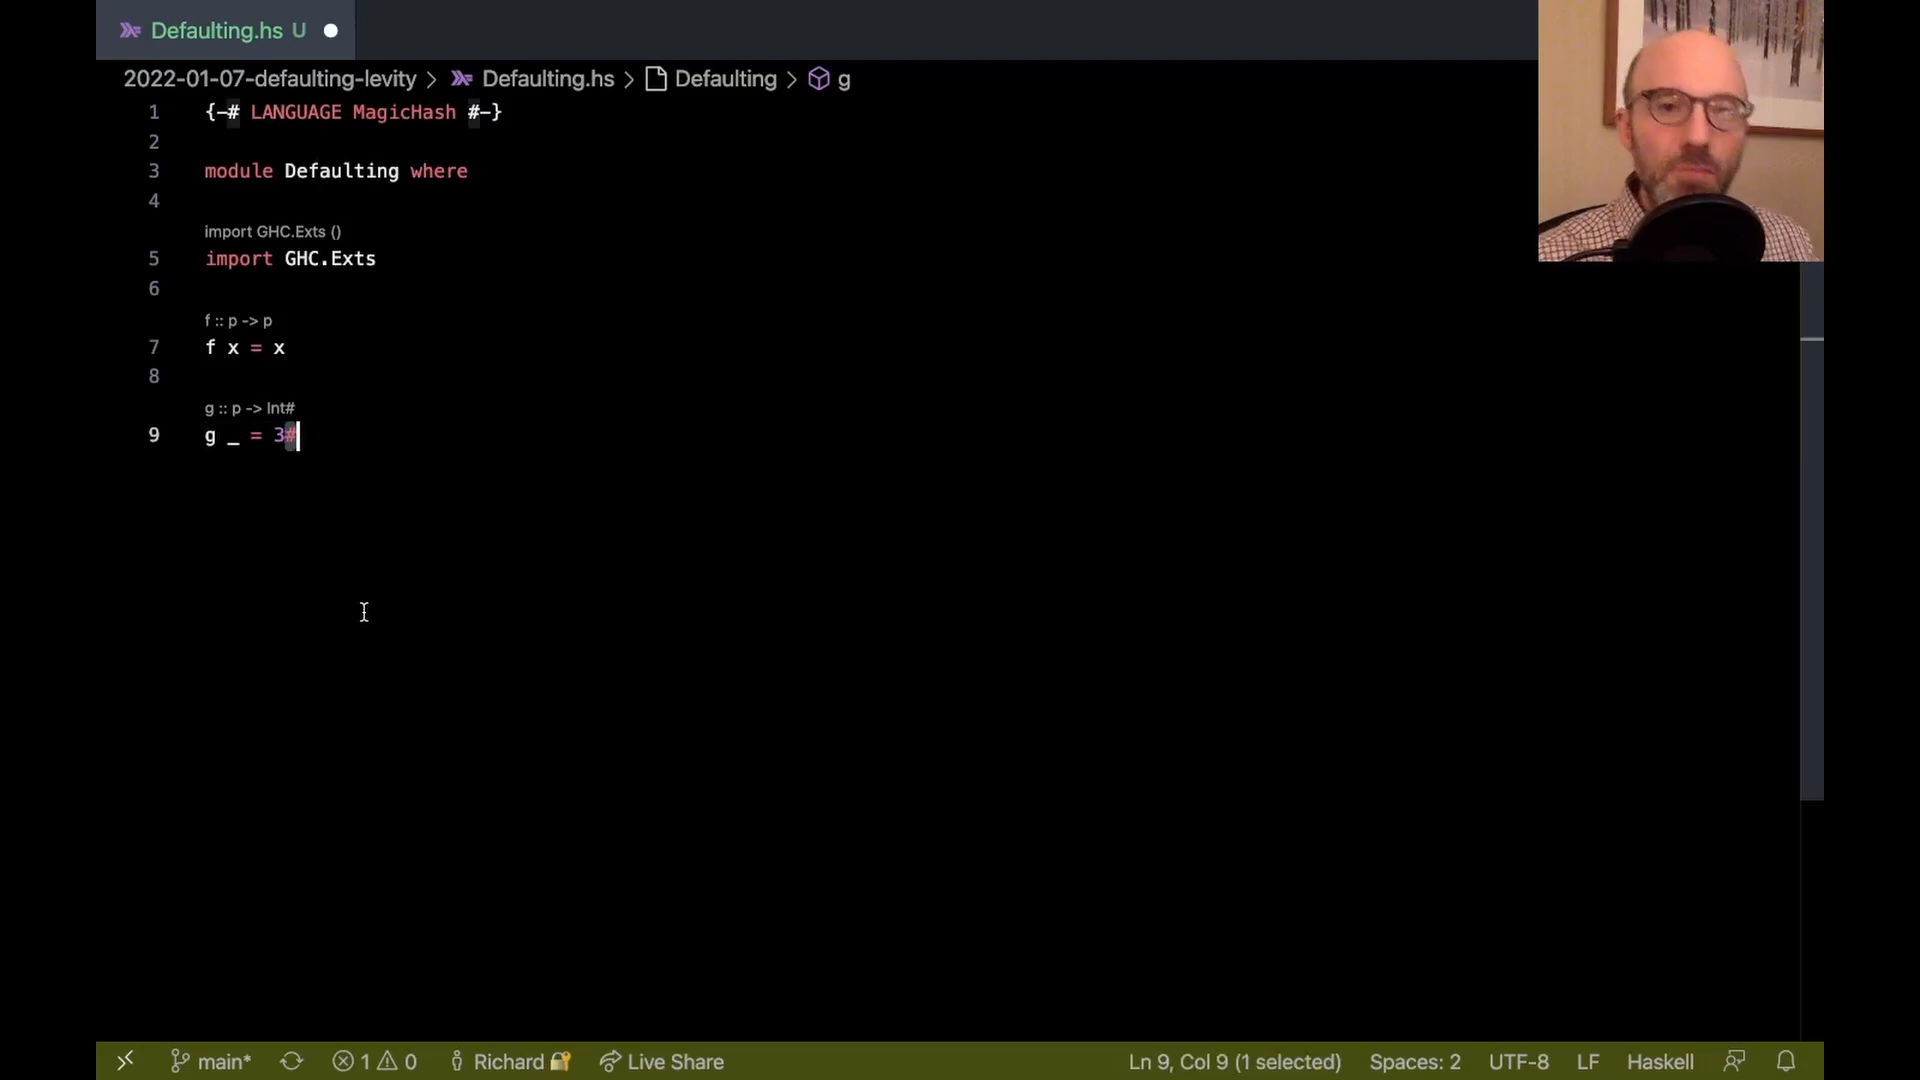 Defaulting.hs U
2022-01-07-defaulting-levity > Defaulting.hs > Defaulting > g
1 {-# LANGUAGE MagicHash #-}
2
3 module Defaulting where
4
import GHC.Exts ()
5 import GHC.Exts
6
f :: p -> p
7 f x = x
8
g :: p -> Int#
9 g _ = 3#
main* 1 0 Richard Live Share Ln 9, Col 9 (1 selected) Spaces: 2 UTF-8 LF Haskell